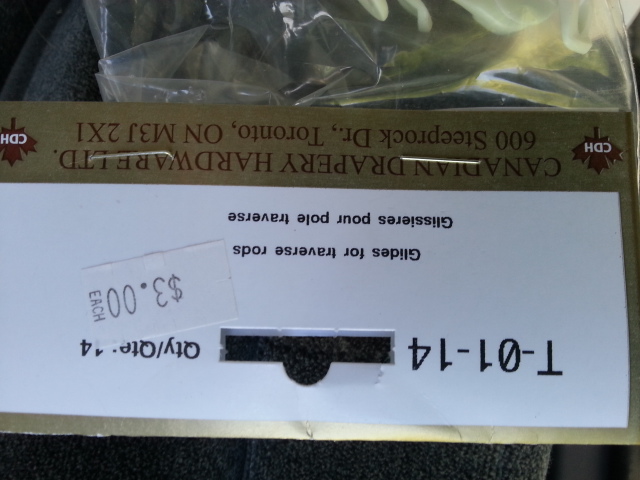 T-01-14
Qty/Qte: 14
$3.00
EACH
Glides for traverse rods
Glissieres pour pole traverse
CANADIAN DRAPERY HARDWARE LTD.
600 Steeprock Dr., Toronto, ON M3J 2X1
CDH
CDH